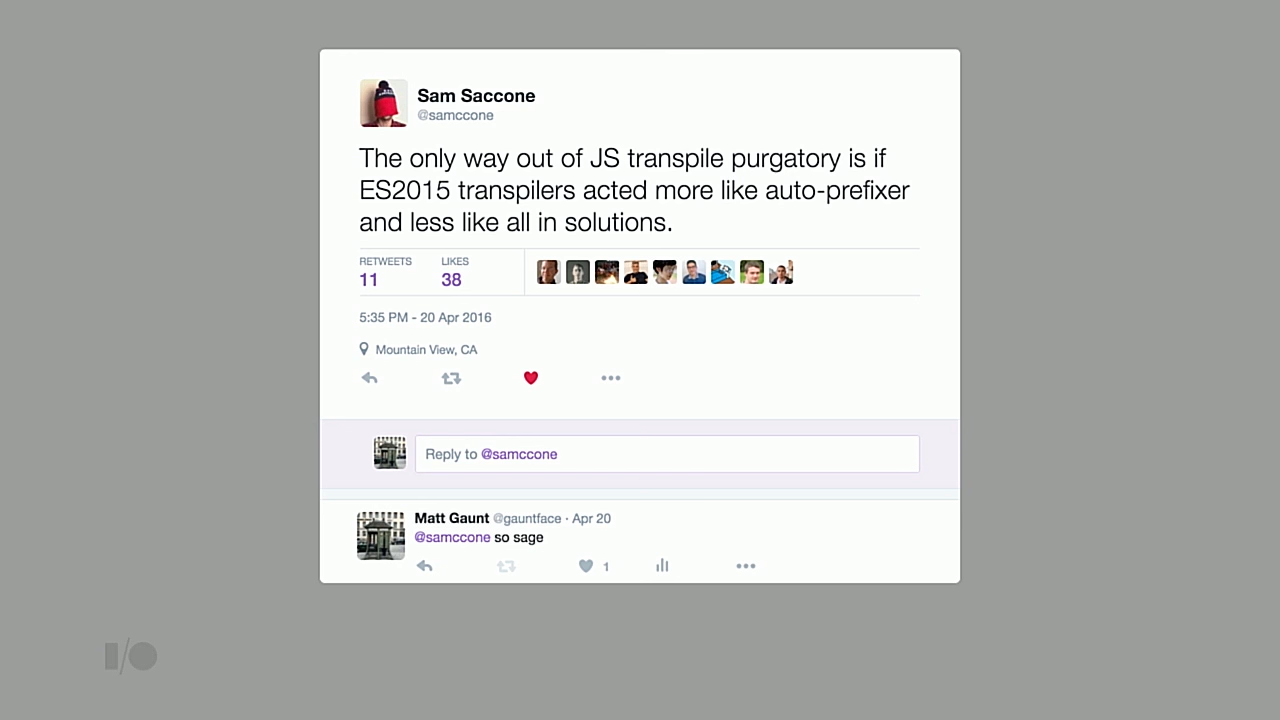 Sam Saccone
@samccone
The only way out of JS transpile purgatory is if
ES2015 transpilers acted more like auto-prefixer
and less like all in solutions.
RETWEETS LIKES
11 38
5:35 PM - 20 Apr 2016
Mountain View, CA
Reply to @samccone
Matt Gaunt @gauntface · Apr 20
@samccone so sage
1
I/O